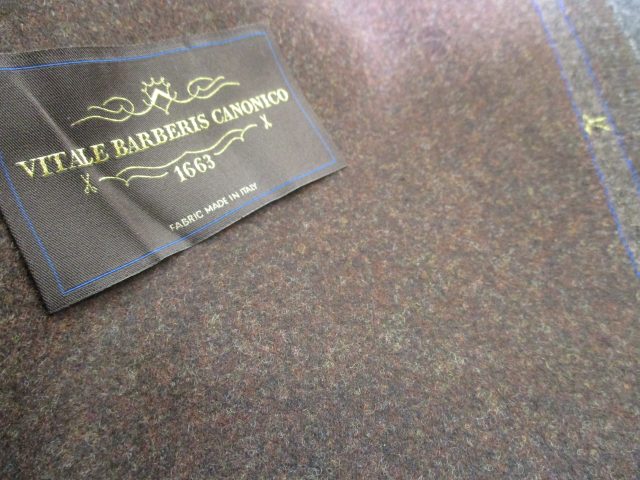 VITALE BARBERIS CANONICO
1663
FABRIC MADE IN ITALY